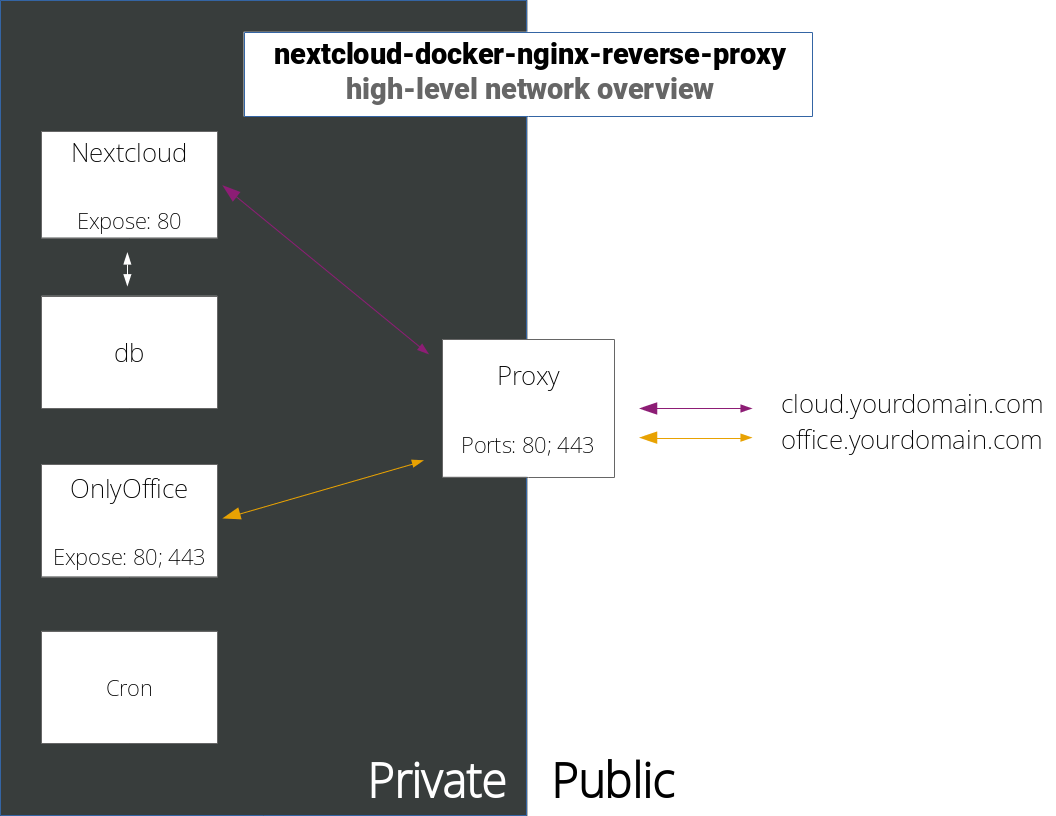 nextcloud-docker-nginx-reverse-proxy
high-level network overview
Nextcloud
Expose: 80
db
OnlyOffice
Expose: 80; 443
Cron
Proxy
Ports: 80; 443
cloud.yourdomain.com
office.yourdomain.com
Private
Public